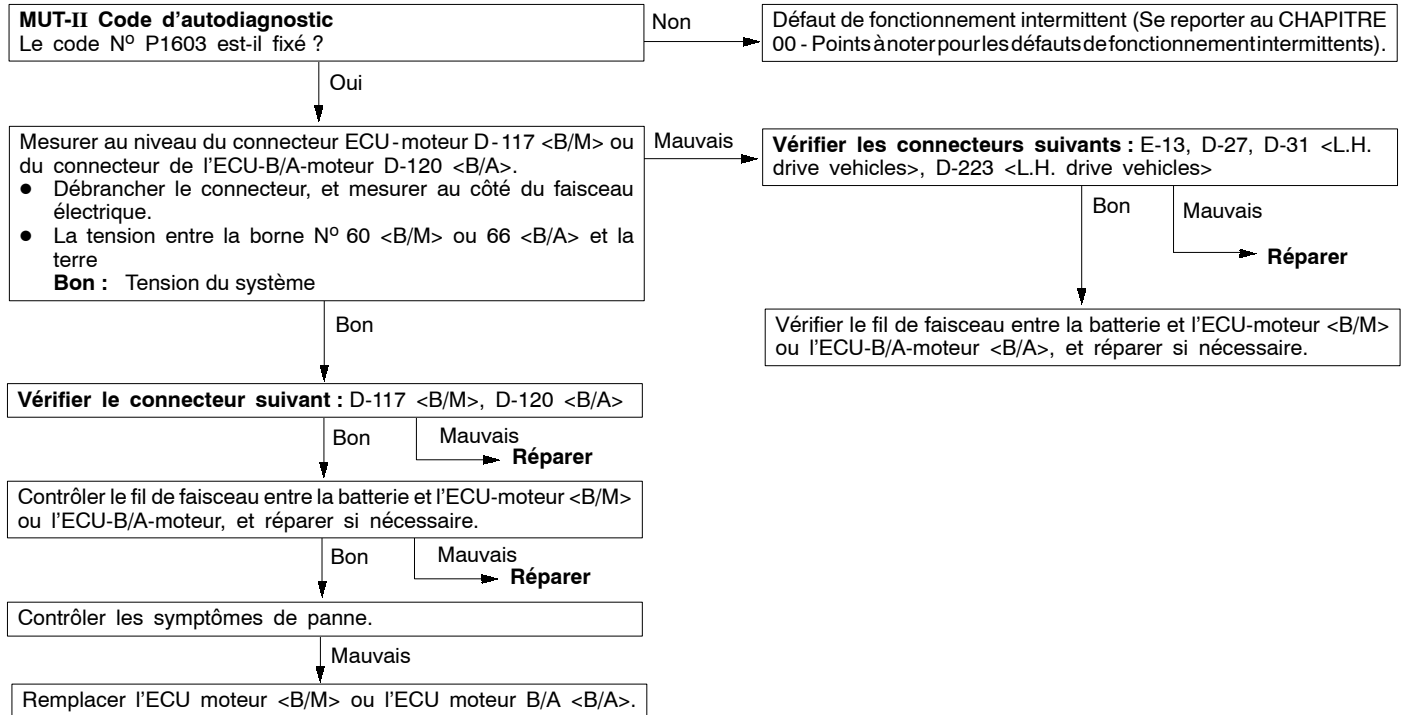 MUT-II Code d'autodiagnostic
Le code Nº P1603 est-il fixé ?
Non
Défaut de fonctionnement intermittent (Se reporter au CHAPITRE
00 - Points à noter pour les défauts de fonctionnement intermittents).
Oui
Mesurer au niveau du connecteur ECU-moteur D-117 <B/M> ou
du connecteur de l'ECU-B/A-moteur D-120 <B/A>.
● Débrancher le connecteur, et mesurer au côté du faisceau
électrique.
● La tension entre la borne Nº 60 <B/M> ou 66 <B/A> et la
terre
Bon : Tension du système
Mauvais
Vérifier les connecteurs suivants : E-13, D-27, D-31 <L.H.
drive vehicles>, D-223 <L.H. drive vehicles>
Bon
Mauvais
Réparer
Vérifier le fil de faisceau entre la batterie et l'ECU-moteur <B/M>
ou l'ECU-B/A-moteur <B/A>, et réparer si nécessaire.
Bon
Vérifier le connecteur suivant : D-117 <B/M>, D-120 <B/A>
Bon
Mauvais
Réparer
Contrôler le fil de faisceau entre la batterie et l'ECU-moteur <B/M>
ou l'ECU-B/A-moteur, et réparer si nécessaire.
Bon
Mauvais
Réparer
Contrôler les symptômes de panne.
Mauvais
Remplacer l'ECU moteur <B/M> ou l'ECU moteur B/A <B/A>.